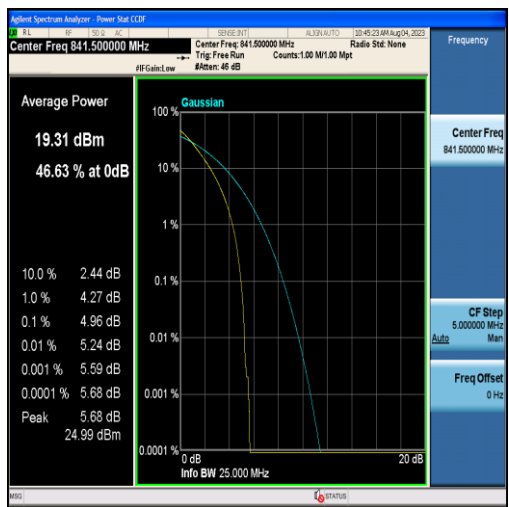 Agilent Spectrum Analyzer - Power Stat CCDF
RL RF 50 Ω AC SENSE:INT ALIGN AUTO 10:45:23 AM Aug 04, 2023
Center Freq 841.500000 MHz
Center Freq: 841.500000 MHz Radio Std: None
Trig: Free Run Counts:1.00 M/1.00 Mpt
#IFGain:Low #Atten: 46 dB
Frequency
Average Power
19.31 dBm
46.63 % at 0dB
10.0 % 2.44 dB
1.0 % 4.27 dB
0.1 % 4.96 dB
0.01 % 5.24 dB
0.001 % 5.59 dB
0.0001 % 5.68 dB
Peak 5.68 dB
24.99 dBm
Gaussian
100 %
10 %
1 %
0.1 %
0.01 %
0.001 %
0.0001 %
0 dB 20 dB
Info BW 25.000 MHz
Center Freq
841.500000 MHz
CF Step
5.000000 MHz
Auto Man
Freq Offset
0 Hz
MSG STATUS